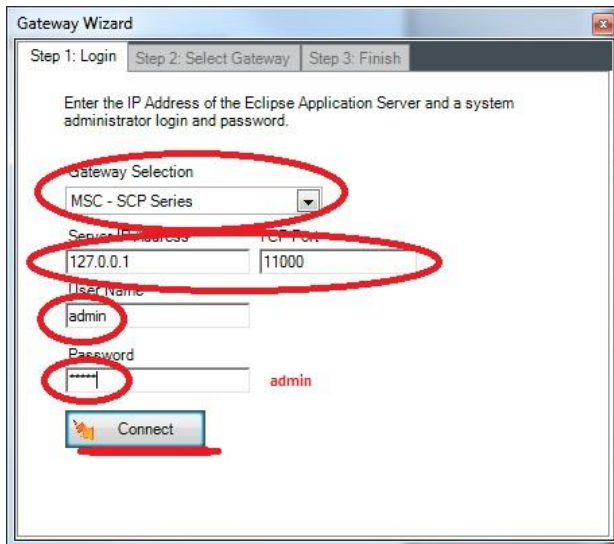 Gateway Wizard
Step 1: Login Step 2: Select Gateway Step 3: Finish
Enter the IP Address of the Eclipse Application Server and a system
administrator login and password.
Gateway Selection
MSC - SCP Series
Server IP Address TCP Port
127.0.0.1 11000
User Name
admin
Password
***** admin
Connect